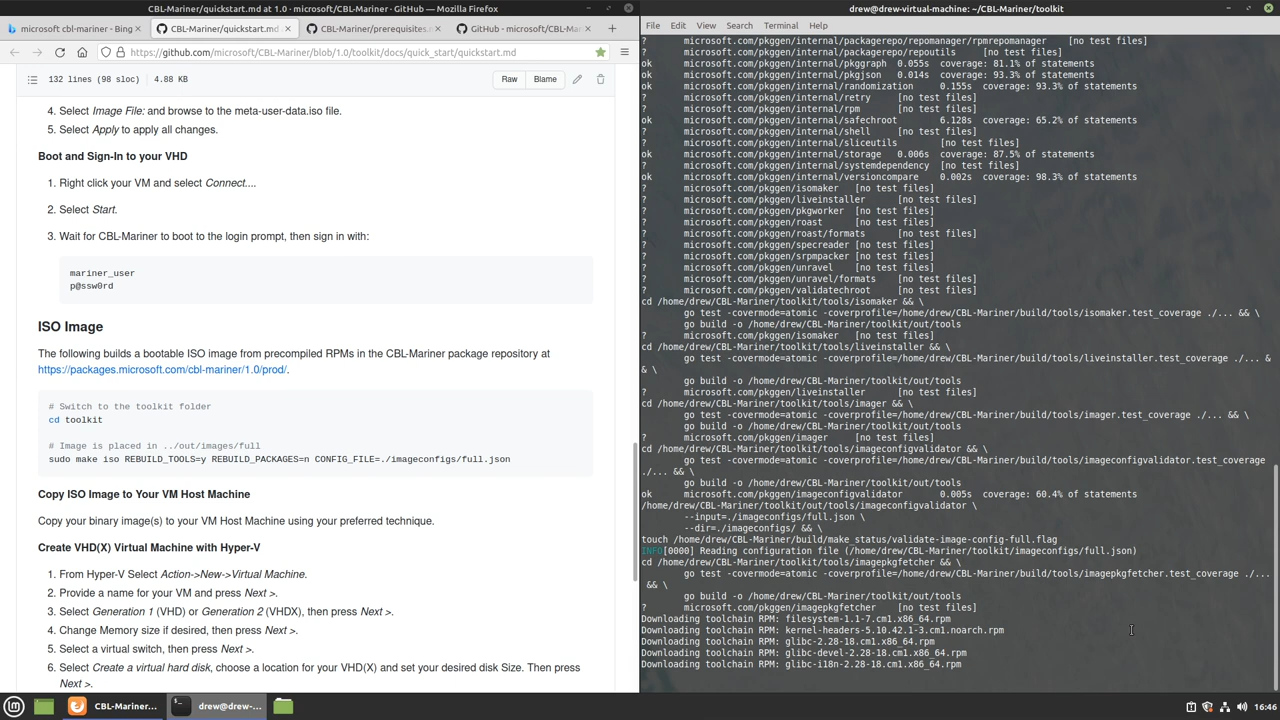 CBL-Mariner/quickstart.md at 1.0 · microsoft/CBL-Mariner · GitHub — Mozilla Firefox
microsoft cbl-mariner - Bing
CBL-Mariner/quickstart.md
CBL-Mariner/prerequisites.m
GitHub - microsoft/CBL-Mar
https://github.com/microsoft/CBL-Mariner/blob/1.0/toolkit/docs/quick_start/quickstart.md
132 lines (98 sloc) 4.88 KB
Raw
Blame
4. Select Image File: and browse to the meta-user-data.iso file.
5. Select Apply to apply all changes.
Boot and Sign-In to your VHD
1. Right click your VM and select Connect....
2. Select Start.
3. Wait for CBL-Mariner to boot to the login prompt, then sign in with:
mariner_user
p@ssw0rd
ISO Image
The following builds a bootable ISO image from precompiled RPMs in the CBL-Mariner package repository at
https://packages.microsoft.com/cbl-mariner/1.0/prod/.
# Switch to the toolkit folder
cd toolkit
# Image is placed in ../out/images/full
sudo make iso REBUILD_TOOLS=y REBUILD_PACKAGES=n CONFIG_FILE=./imageconfigs/full.json
Copy ISO Image to Your VM Host Machine
Copy your binary image(s) to your VM Host Machine using your preferred technique.
Create VHD(X) Virtual Machine with Hyper-V
1. From Hyper-V Select Action->New->Virtual Machine.
2. Provide a name for your VM and press Next >.
3. Select Generation 1 (VHD) or Generation 2 (VHDX), then press Next >.
4. Change Memory size if desired, then press Next >.
5. Select a virtual switch, then press Next >.
6. Select Create a virtual hard disk, choose a location for your VHD(X) and set your desired disk Size. Then press
Next >.
drew@drew-virtual-machine: ~/CBL-Mariner/toolkit
File Edit View Search Terminal Help
? microsoft.com/pkggen/internal/packagerepo/repomanager/rpmrepomanager [no test files]
? microsoft.com/pkggen/internal/packagerepo/repoutils [no test files]
ok microsoft.com/pkggen/internal/pkggraph 0.055s coverage: 81.1% of statements
ok microsoft.com/pkggen/internal/pkgjson 0.014s coverage: 93.3% of statements
ok microsoft.com/pkggen/internal/randomization 0.155s coverage: 93.3% of statements
? microsoft.com/pkggen/internal/retry [no test files]
? microsoft.com/pkggen/internal/rpm [no test files]
ok microsoft.com/pkggen/internal/safechroot 6.128s coverage: 65.2% of statements
? microsoft.com/pkggen/internal/shell [no test files]
? microsoft.com/pkggen/internal/sliceutils [no test files]
ok microsoft.com/pkggen/internal/storage 0.006s coverage: 87.5% of statements
? microsoft.com/pkggen/internal/systemdependency [no test files]
ok microsoft.com/pkggen/internal/versioncompare 0.002s coverage: 98.3% of statements
? microsoft.com/pkggen/isomaker [no test files]
? microsoft.com/pkggen/liveinstaller [no test files]
? microsoft.com/pkggen/pkgworker [no test files]
? microsoft.com/pkggen/roast [no test files]
? microsoft.com/pkggen/roast/formats [no test files]
? microsoft.com/pkggen/specreader [no test files]
? microsoft.com/pkggen/srpmpacker [no test files]
? microsoft.com/pkggen/unravel [no test files]
? microsoft.com/pkggen/unravel/formats [no test files]
? microsoft.com/pkggen/validatechroot [no test files]
cd /home/drew/CBL-Mariner/toolkit/tools/isomaker && \
go test -covermode=atomic -coverprofile=/home/drew/CBL-Mariner/build/tools/isomaker.test_coverage ./... && \
go build -o /home/drew/CBL-Mariner/toolkit/out/tools
? microsoft.com/pkggen/isomaker [no test files]
cd /home/drew/CBL-Mariner/toolkit/tools/liveinstaller && \
go test -covermode=atomic -coverprofile=/home/drew/CBL-Mariner/build/tools/liveinstaller.test_coverage ./... &
& \
go build -o /home/drew/CBL-Mariner/toolkit/out/tools
? microsoft.com/pkggen/liveinstaller [no test files]
cd /home/drew/CBL-Mariner/toolkit/tools/imager && \
go test -covermode=atomic -coverprofile=/home/drew/CBL-Mariner/build/tools/imager.test_coverage ./... && \
go build -o /home/drew/CBL-Mariner/toolkit/out/tools
? microsoft.com/pkggen/imager [no test files]
cd /home/drew/CBL-Mariner/toolkit/tools/imageconfigvalidator && \
go test -covermode=atomic -coverprofile=/home/drew/CBL-Mariner/build/tools/imageconfigvalidator.test_coverage
./... && \
go build -o /home/drew/CBL-Mariner/toolkit/out/tools
ok microsoft.com/pkggen/imageconfigvalidator 0.005s coverage: 60.4% of statements
/home/drew/CBL-Mariner/toolkit/out/tools/imageconfigvalidator \
--input=./imageconfigs/full.json \
--dir=./imageconfigs/ && \
touch /home/drew/CBL-Mariner/build/make_status/validate-image-config-full.flag
INFO[0000] Reading configuration file (/home/drew/CBL-Mariner/toolkit/imageconfigs/full.json)
cd /home/drew/CBL-Mariner/toolkit/tools/imagepkgfetcher && \
go test -covermode=atomic -coverprofile=/home/drew/CBL-Mariner/build/tools/imagepkgfetcher.test_coverage ./...
&& \
go build -o /home/drew/CBL-Mariner/toolkit/out/tools
? microsoft.com/pkggen/imagepkgfetcher [no test files]
Downloading toolchain RPM: filesystem-1.1-7.cm1.x86_64.rpm
Downloading toolchain RPM: kernel-headers-5.10.42.1-3.cm1.noarch.rpm
Downloading toolchain RPM: glibc-2.28-18.cm1.x86_64.rpm
Downloading toolchain RPM: glibc-devel-2.28-18.cm1.x86_64.rpm
Downloading toolchain RPM: glibc-i18n-2.28-18.cm1.x86_64.rpm
CBL-Mariner...
drew@drew-...
16:46